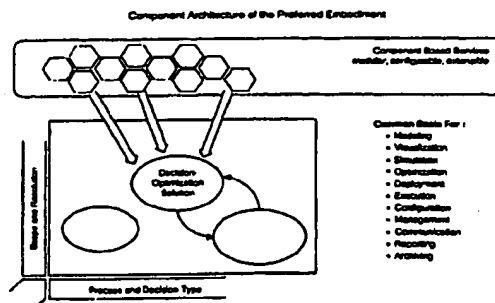 Component Architecture of the Preferred Embodiment
Component Based Services
modular, configurable, extensible
Decision
Optimization
Solution
Scope and Resolution
Process and Decision Type
Common Basis For :
• Modeling
• Visualization
• Simulation
• Optimization
• Deployment
• Execution
• Configuration
• Management
• Communication
• Reporting
• Archiving